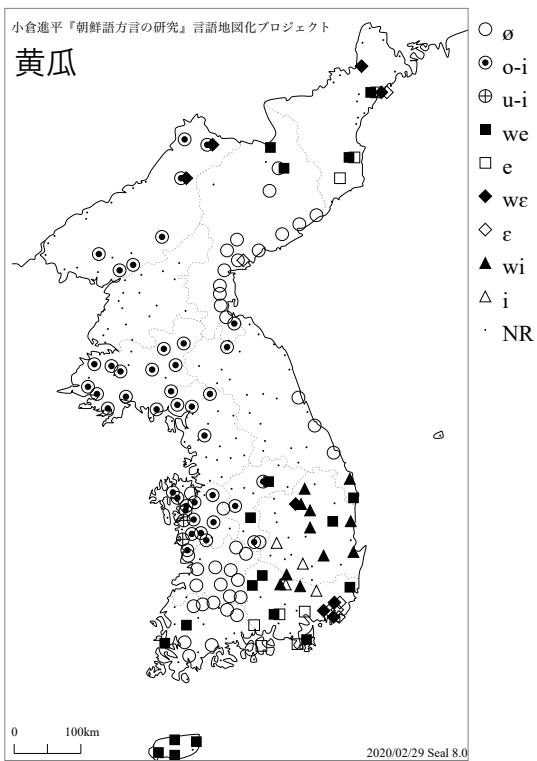 小倉進平『朝鮮語方言の研究』言語地図化プロジェクト
黄瓜
ø
o-i
u-i
we
e
wɛ
ɛ
wi
i
NR
0 100km
2020/02/29 Seal 8.0